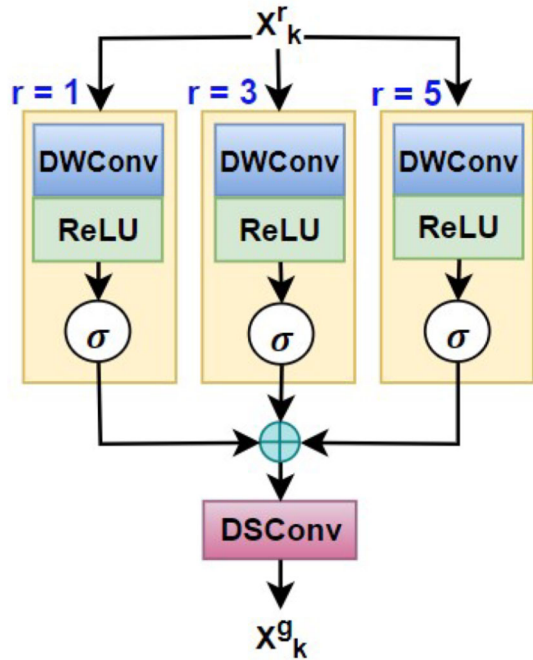 X^r_k
r = 1 r = 3 r = 5
DWConv DWConv DWConv
ReLU ReLU ReLU
σ σ σ
DSConv
X^g_k